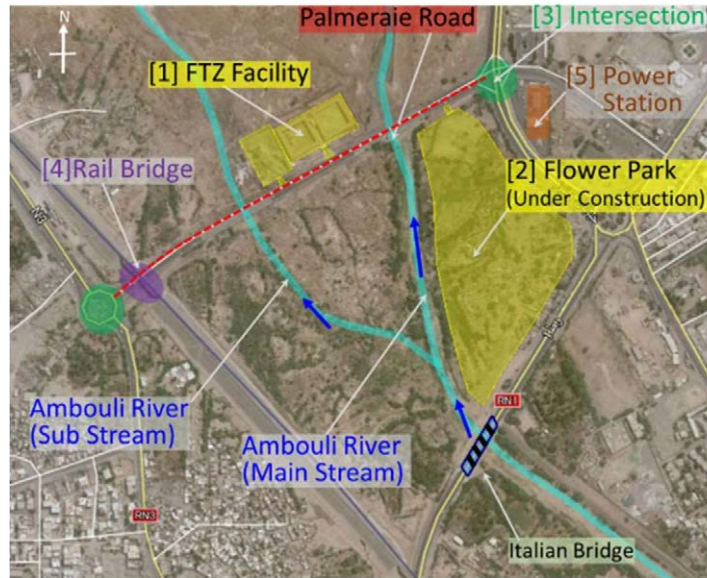 Palmeraie Road
[3] Intersection
N
[1] FTZ Facility
[5] Power
Station
[4]Rail Bridge
[2] Flower Park
(Under Construction)
Ambouli River
(Sub Stream)
Ambouli River
(Main Stream)
RN1
RN3
Italian Bridge